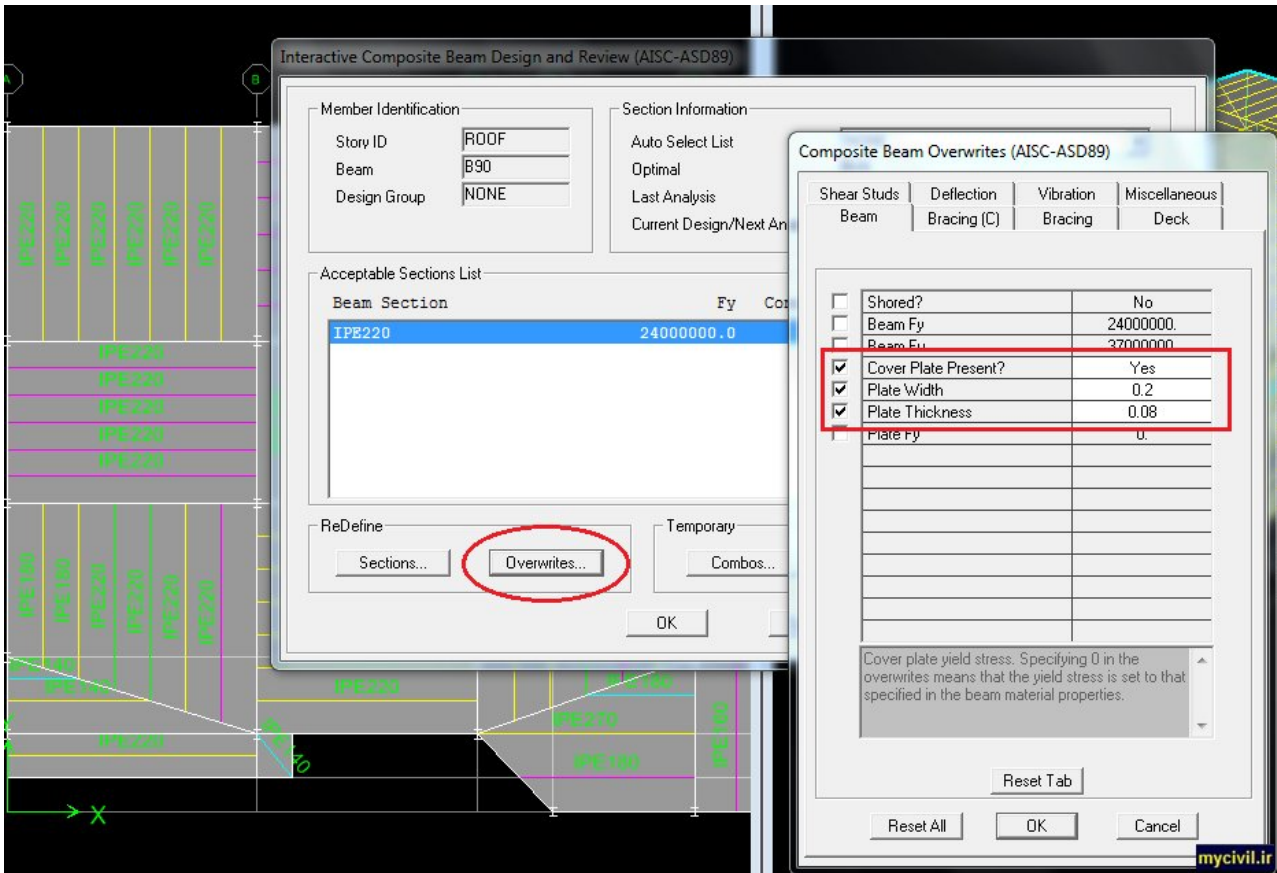 A
B
IPE220
IPE220
IPE220
IPE220
IPE220
IPE220
IPE220
IPE220
IPE220
IPE220
IPE220
IPE180
IPE180
IPE220
IPE220
IPE220
IPE220
IPE140
IPE220
IPE140
IPE220
IPE180
IPE270
IPE180
IPE180
X
Interactive Composite Beam Design and Review (AISC-ASD89)
Member Identification
Story ID ROOF
Beam B90
Design Group NONE
Section Information
Auto Select List
Optimal
Last Analysis
Current Design/Next An
Acceptable Sections List
Beam Section Fy Co
IPE220 24000000.0
ReDefine
Sections... Overwrites...
Temporary
Combos...
OK
Composite Beam Overwrites (AISC-ASD89)
Shear Studs Deflection Vibration Miscellaneous
Beam Bracing (C) Bracing Deck
Shored? No
Beam Fy 24000000.
Beam Fu 37000000.
Cover Plate Present? Yes
Plate Width 0.2
Plate Thickness 0.08
Plate Fy 0.
Cover plate yield stress. Specifying 0 in the
overwrites means that the yield stress is set to that
specified in the beam material properties.
Reset Tab
Reset All OK Cancel
mycivil.ir